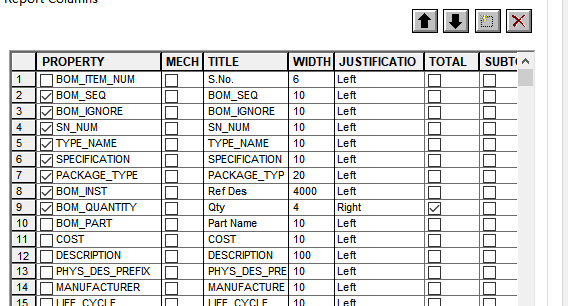 Report Columns
PROPERTY MECH TITLE WIDTH JUSTIFICATIO TOTAL
1 BOM_ITEM_NUM S.No. 6 Left
2 BOM_SEQ BOM_SEQ 10 Left
3 BOM_IGNORE BOM_IGNORE 10 Left
4 SN_NUM SN_NUM 10 Left
5 TYPE_NAME TYPE_NAME 10 Left
6 SPECIFICATION SPECIFICATION 10 Left
7 PACKAGE_TYPE PACKAGE_TYP 20 Left
8 BOM_INST Ref Des 4000 Left
9 BOM_QUANTITY Qty 4 Right
10 BOM_PART Part Name 10 Left
11 COST COST 10 Left
12 DESCRIPTION DESCRIPTION 100 Left
13 PHYS_DES_PREFIX PHYS_DES_PRE 10 Left
14 MANUFACTURER MANUFACTURE 10 Left
15 LIFE_CYCLE LIFE_CYCLE 10 Left